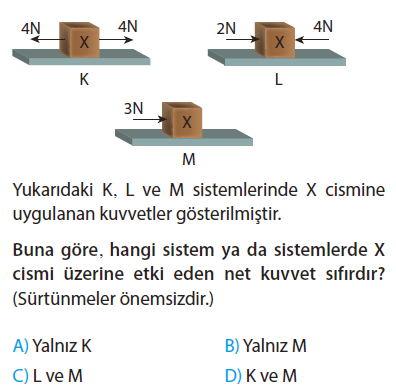 4N 4N 2N 4N
X X
K L
3N
X
M
Yukarıdaki K, L ve M sistemlerinde X cismine
uygulanan kuvvetler gösterilmiştir.
Buna göre, hangi sistem ya da sistemlerde X
cismi üzerine etki eden net kuvvet sıfırdır?
(Sürtünmeler önemsizdir.)
A) Yalnız K B) Yalnız M
C) L ve M D) K ve M